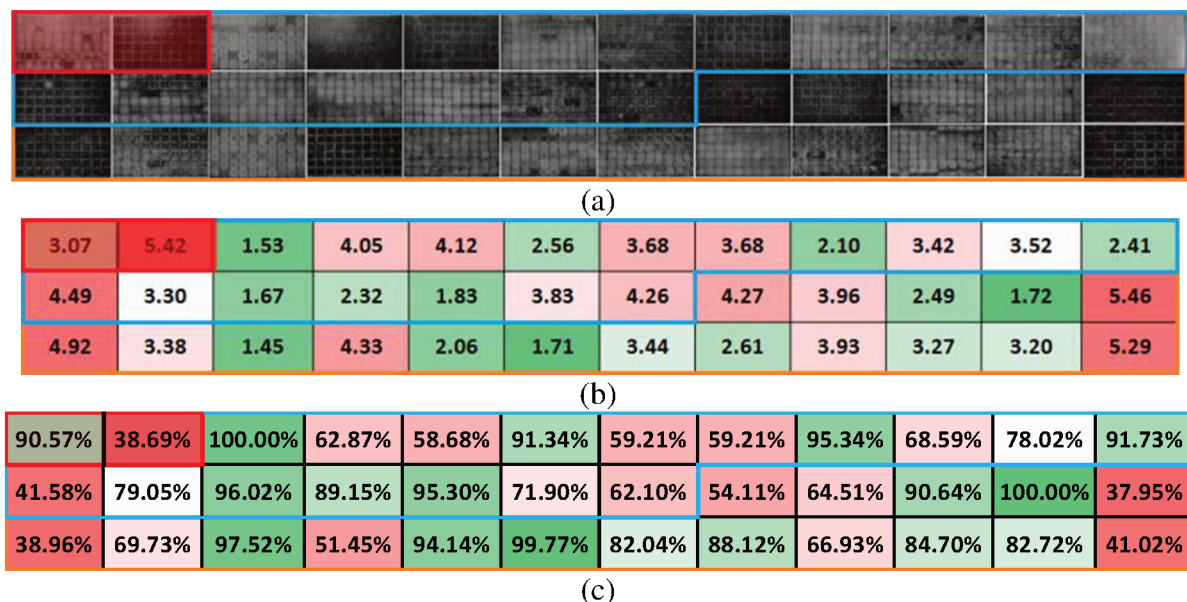 (a)
3.07 5.42 1.53 4.05 4.12 2.56 3.68 3.68 2.10 3.42 3.52 2.41
4.49 3.30 1.67 2.32 1.83 3.83 4.26 4.27 3.96 2.49 1.72 5.46
4.92 3.38 1.45 4.33 2.06 1.71 3.44 2.61 3.93 3.27 3.20 5.29
(b)
90.57% 38.69% 100.00% 62.87% 58.68% 91.34% 59.21% 59.21% 95.34% 68.59% 78.02% 91.73%
41.58% 79.05% 96.02% 89.15% 95.30% 71.90% 62.10% 54.11% 64.51% 90.64% 100.00% 37.95%
38.96% 69.73% 97.52% 51.45% 94.14% 99.77% 82.04% 88.12% 66.93% 84.70% 82.72% 41.02%
(c)